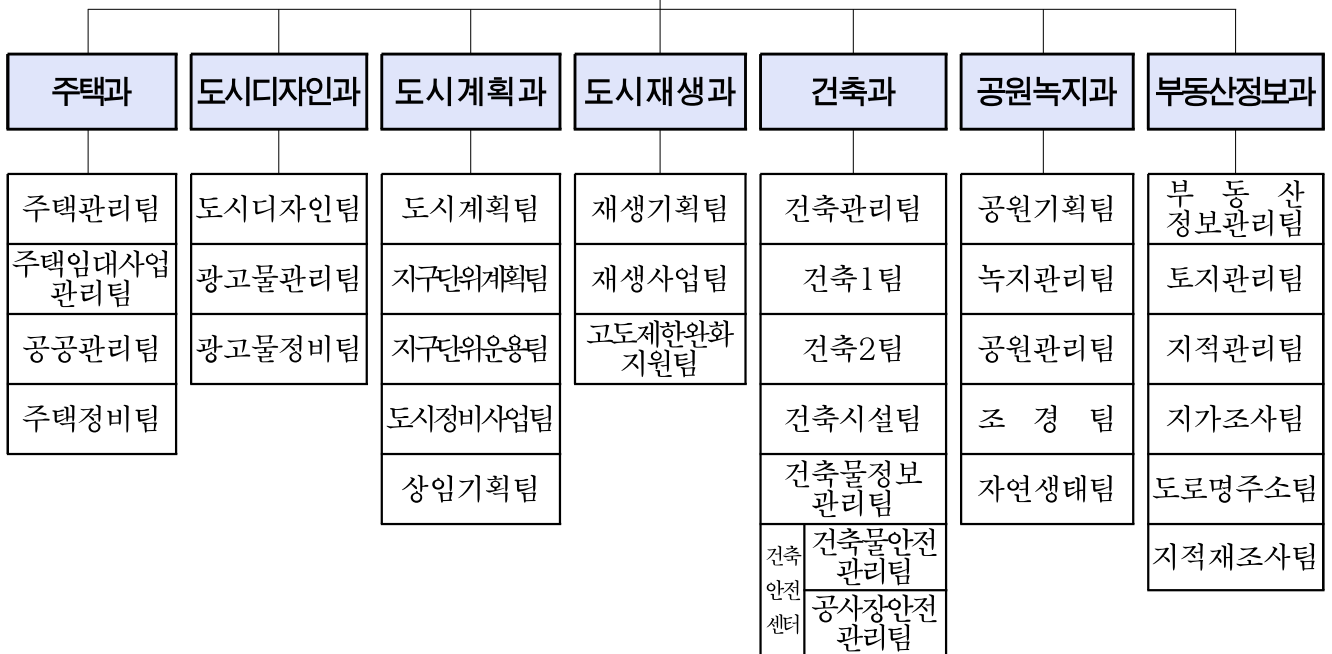 주택과
주택관리팀
주택임대사업
관리팀
공공관리팀
주택정비팀
도시디자인과
도시디자인팀
광고물관리팀
광고물정비팀
도시계획과
도시계획팀
지구단위계획팀
지구단위운용팀
도시정비사업팀
상임기획팀
도시재생과
재생기획팀
재생사업팀
고도제한완화
지원팀
건축과
건축관리팀
건축1팀
건축2팀
건축시설팀
건축물정보
관리팀
건축
안전
센터
건축물안전
관리팀
공사장안전
관리팀
공원녹지과
공원기획팀
녹지관리팀
공원관리팀
조 경 팀
자연생태팀
부동산정보과
부 동 산
정보관리팀
토지관리팀
지적관리팀
지가조사팀
도로명주소팀
지적재조사팀